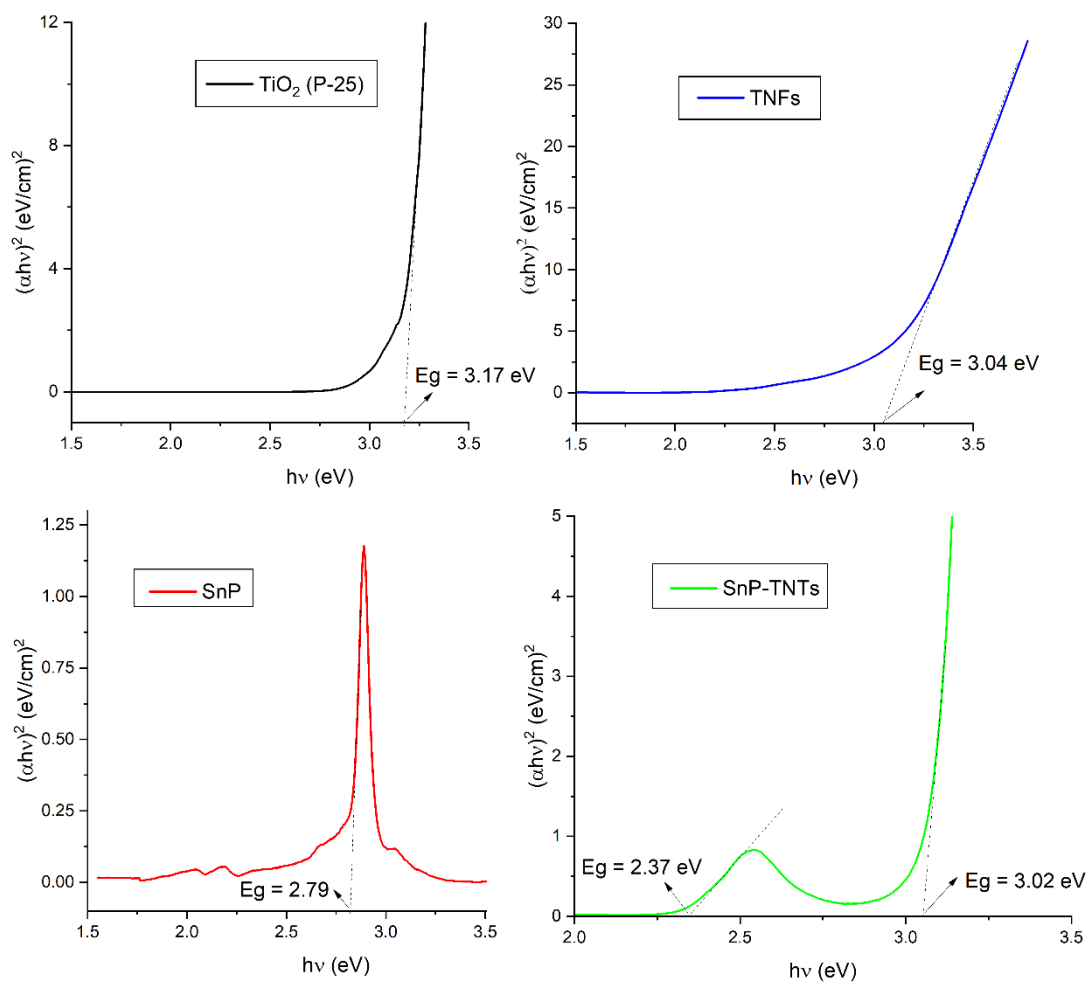 TiO₂ (P-25)
(αhν)² (eV/cm)²
12
8
4
0
Eg = 3.17 eV
1.5 2.0 2.5 3.0 3.5
hν (eV)
TNFs
(αhν)² (eV/cm)²
30
25
20
15
10
5
0
Eg = 3.04 eV
1.5 2.0 2.5 3.0 3.5
hν (eV)
SnP
(αhν)² (eV/cm)²
1.25
1.00
0.75
0.50
0.25
0.00
Eg = 2.79
1.5 2.0 2.5 3.0 3.5
hν (eV)
SnP-TNTs
(αhν)² (eV/cm)²
5
4
3
2
1
0
Eg = 2.37 eV
Eg = 3.02 eV
2.0 2.5 3.0 3.5
hν (eV)